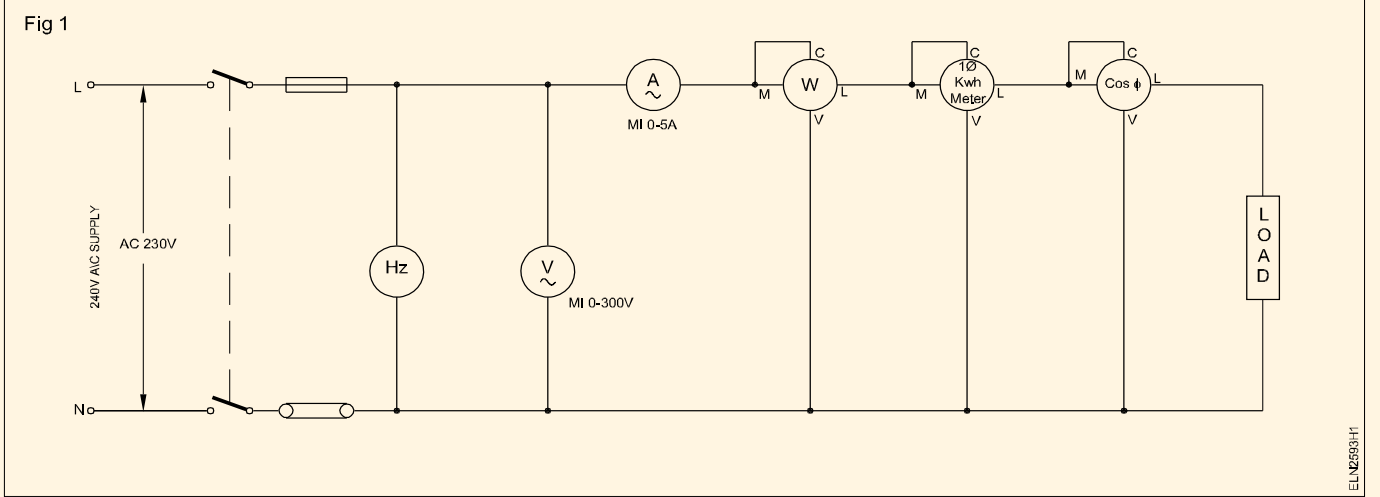 Fig 1
L
N
240V A\C SUPPLY
AC 230V
Hz
V
~
MI 0-300V
A
~
MI 0-5A
C
M
W
L
V
C
M
1Ø
Kwh
Meter
L
V
C
M
Cos ϕ
L
V
L
O
A
D
ELN2593H1